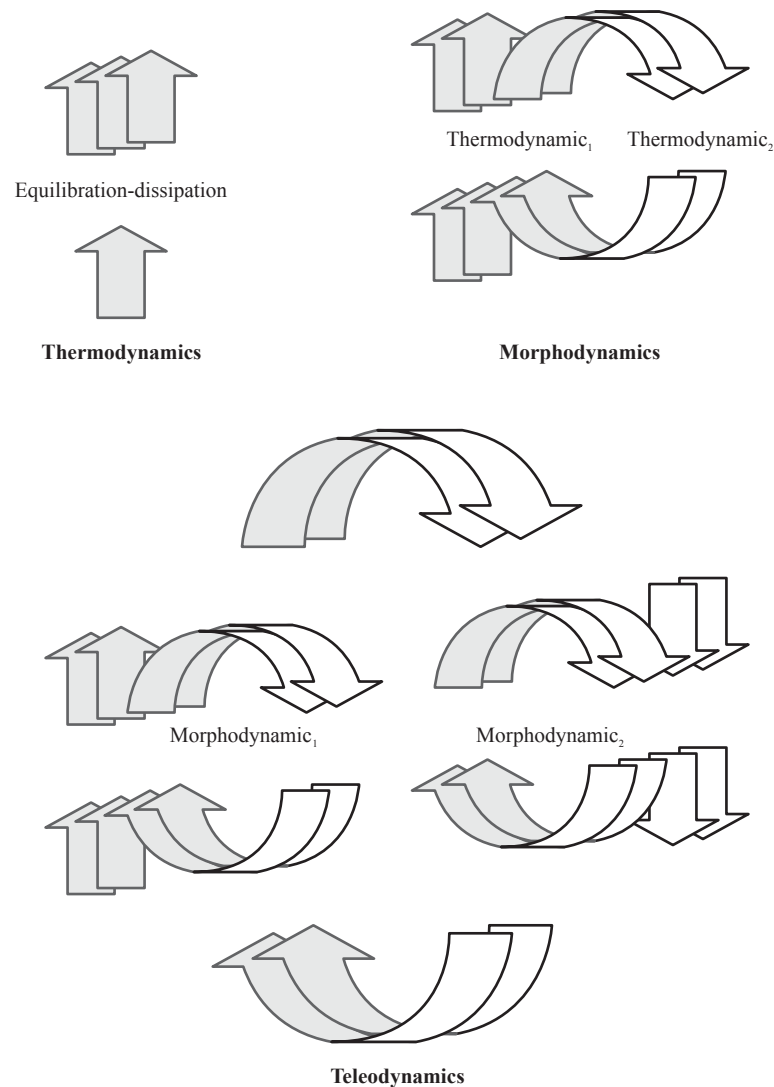 Thermodynamic₁ Thermodynamic₂
Equilibration-dissipation
Thermodynamics Morphodynamics
Morphodynamic₁ Morphodynamic₂
Teleodynamics